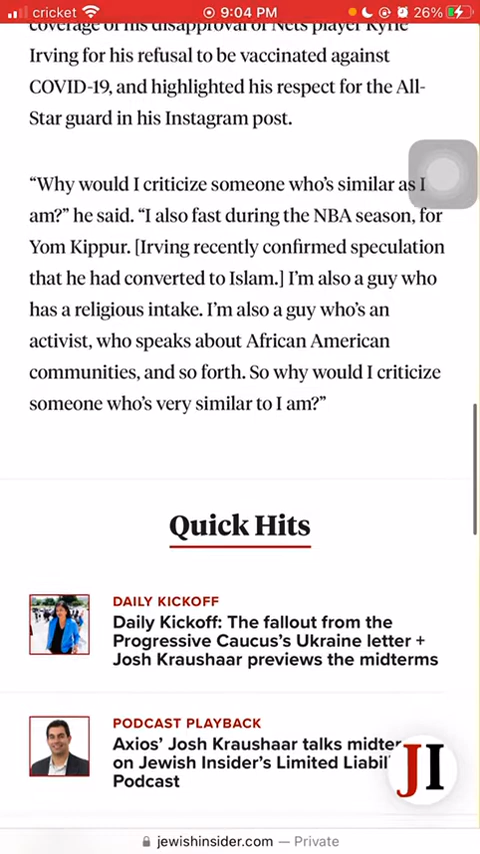 cricket 9:04 PM 26%
coverage of his disapproval of Nets player Kyrie
Irving for his refusal to be vaccinated against
COVID-19, and highlighted his respect for the All-
Star guard in his Instagram post.
“Why would I criticize someone who’s similar as I
am?” he said. “I also fast during the NBA season, for
Yom Kippur. [Irving recently confirmed speculation
that he had converted to Islam.] I’m also a guy who
has a religious intake. I’m also a guy who’s an
activist, who speaks about African American
communities, and so forth. So why would I criticize
someone who’s very similar to I am?”
Quick Hits
DAILY KICKOFF
Daily Kickoff: The fallout from the
Progressive Caucus’s Ukraine letter +
Josh Kraushaar previews the midterms
PODCAST PLAYBACK
Axios’ Josh Kraushaar talks midter
on Jewish Insider’s Limited Liabil
Podcast
JI
jewishinsider.com — Private